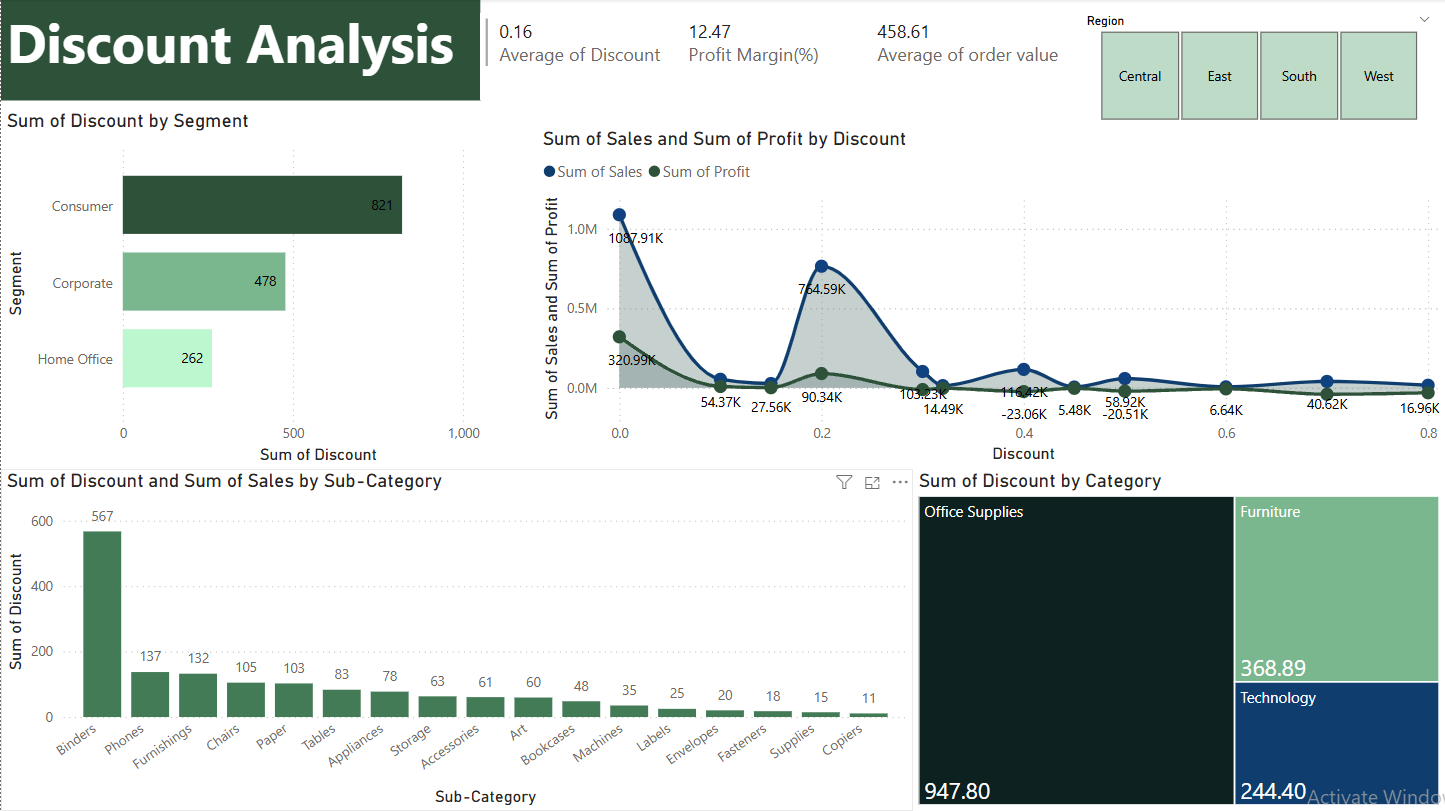 Discount Analysis
0.16
Average of Discount
12.47
Profit Margin(%)
458.61
Average of order value
Region
Central
East
South
West
Sum of Discount by Segment
Segment
Consumer
821
Corporate
478
Home Office
262
0
500
1,000
Sum of Discount
Sum of Sales and Sum of Profit by Discount
Sum of Sales
Sum of Profit
Sum of Sales and Sum of Profit
1.0M
0.5M
0.0M
1087.91K
320.99K
54.37K
27.56K
764.59K
90.34K
103.23K
14.49K
116.42K
-23.06K
5.48K
58.92K
-20.51K
6.64K
40.62K
16.96K
0.0
0.2
0.4
0.6
0.8
Discount
Sum of Discount and Sum of Sales by Sub-Category
Sum of Discount
600
400
200
0
567
137
132
105
103
83
78
63
61
60
48
35
25
20
18
15
11
Binders
Phones
Furnishings
Chairs
Paper
Tables
Appliances
Storage
Accessories
Art
Bookcases
Machines
Labels
Envelopes
Fasteners
Supplies
Copiers
Sub-Category
Sum of Discount by Category
Office Supplies
947.80
Furniture
368.89
Technology
244.40
Activate Windo